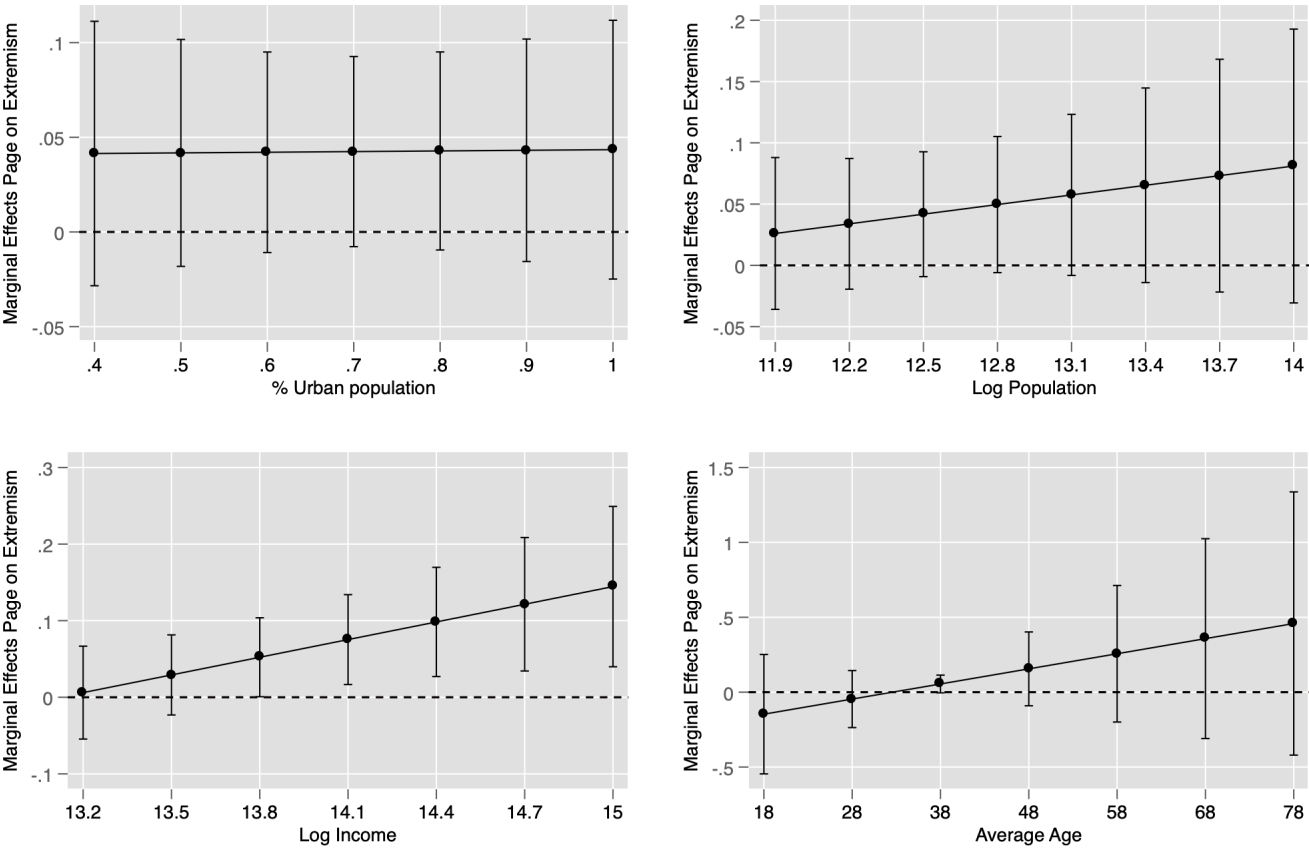 Marginal Effects Page on Extremism
.1
.05
0
-.05
.4 .5 .6 .7 .8 .9 1
% Urban population
Marginal Effects Page on Extremism
.2
.15
.1
.05
0
-.05
11.9 12.2 12.5 12.8 13.1 13.4 13.7 14
Log Population
Marginal Effects Page on Extremism
.3
.2
.1
0
-.1
13.2 13.5 13.8 14.1 14.4 14.7 15
Log Income
Marginal Effects Page on Extremism
1.5
1
.5
0
-.5
18 28 38 48 58 68 78
Average Age